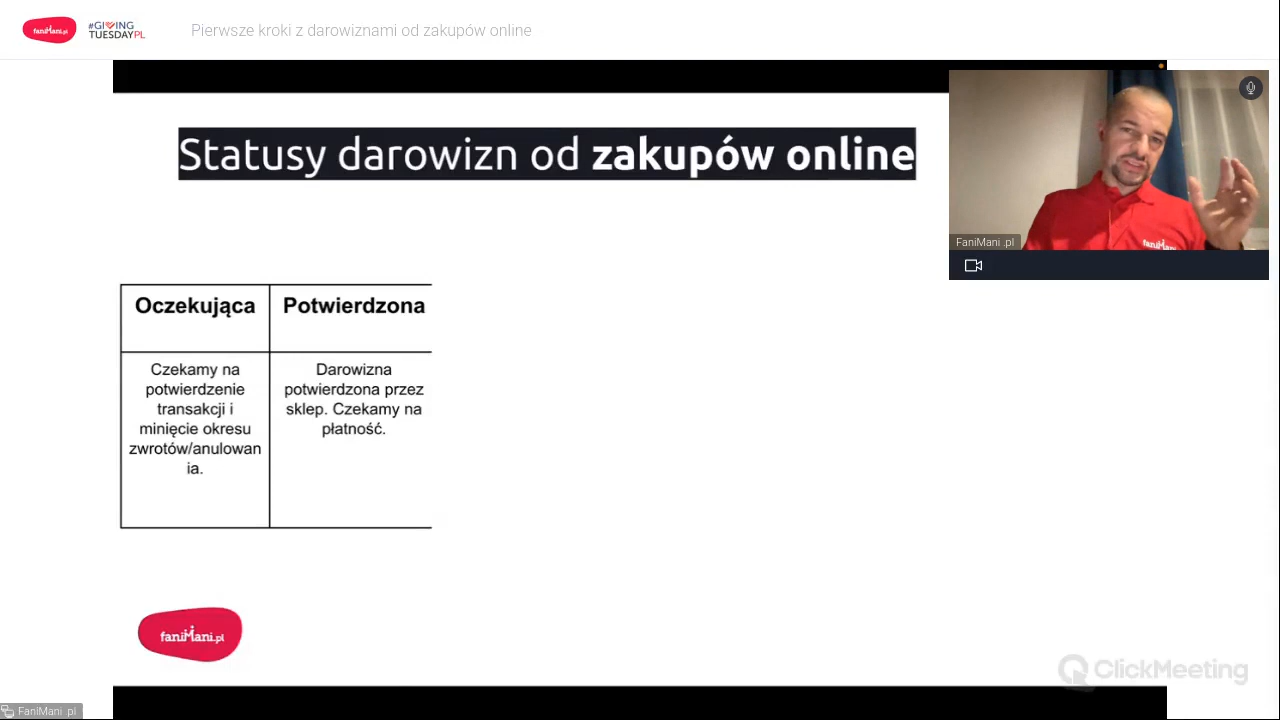 faniMani.pl
#GIVING
TUESDAYPL
Pierwsze kroki z darowiznami od zakupów online
Statusy darowizn od zakupów online
faniMani
FaniMani .pl
Oczekująca
Potwierdzona
Czekamy na
potwierdzenie
transakcji i
minięcie okresu
zwrotów/anulowan
ia.
Darowizna
potwierdzona przez
sklep. Czekamy na
płatność.
faniMani.pl
ClickMeeting
FaniMani .pl